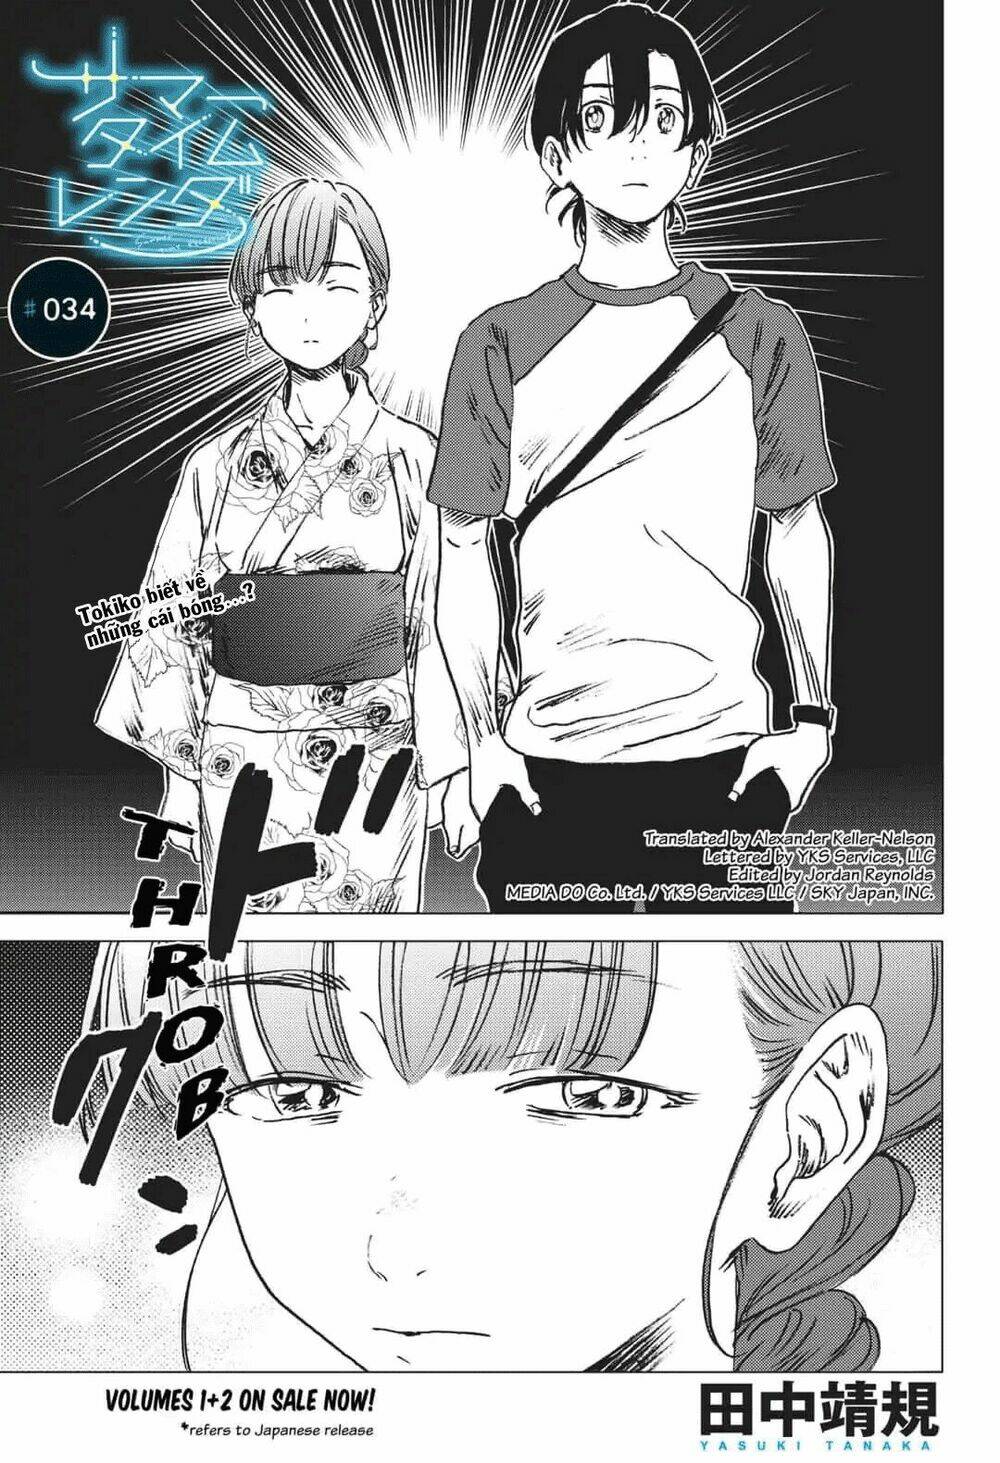 サマー
タイム
レンダ
#034
Tokiko biết về
những cái bóng...?
ドグン
THROB
Translated by Alexander Keller-Nelson
Lettered by YKS Services, LLC
Edited by Jordan Reynolds
MEDIA DO Co. Ltd. / YKS Services LLC / SKY Japan, INC.
VOLUMES 1+2 ON SALE NOW!
*refers to Japanese release
田中靖規
YASUKI TANAKA